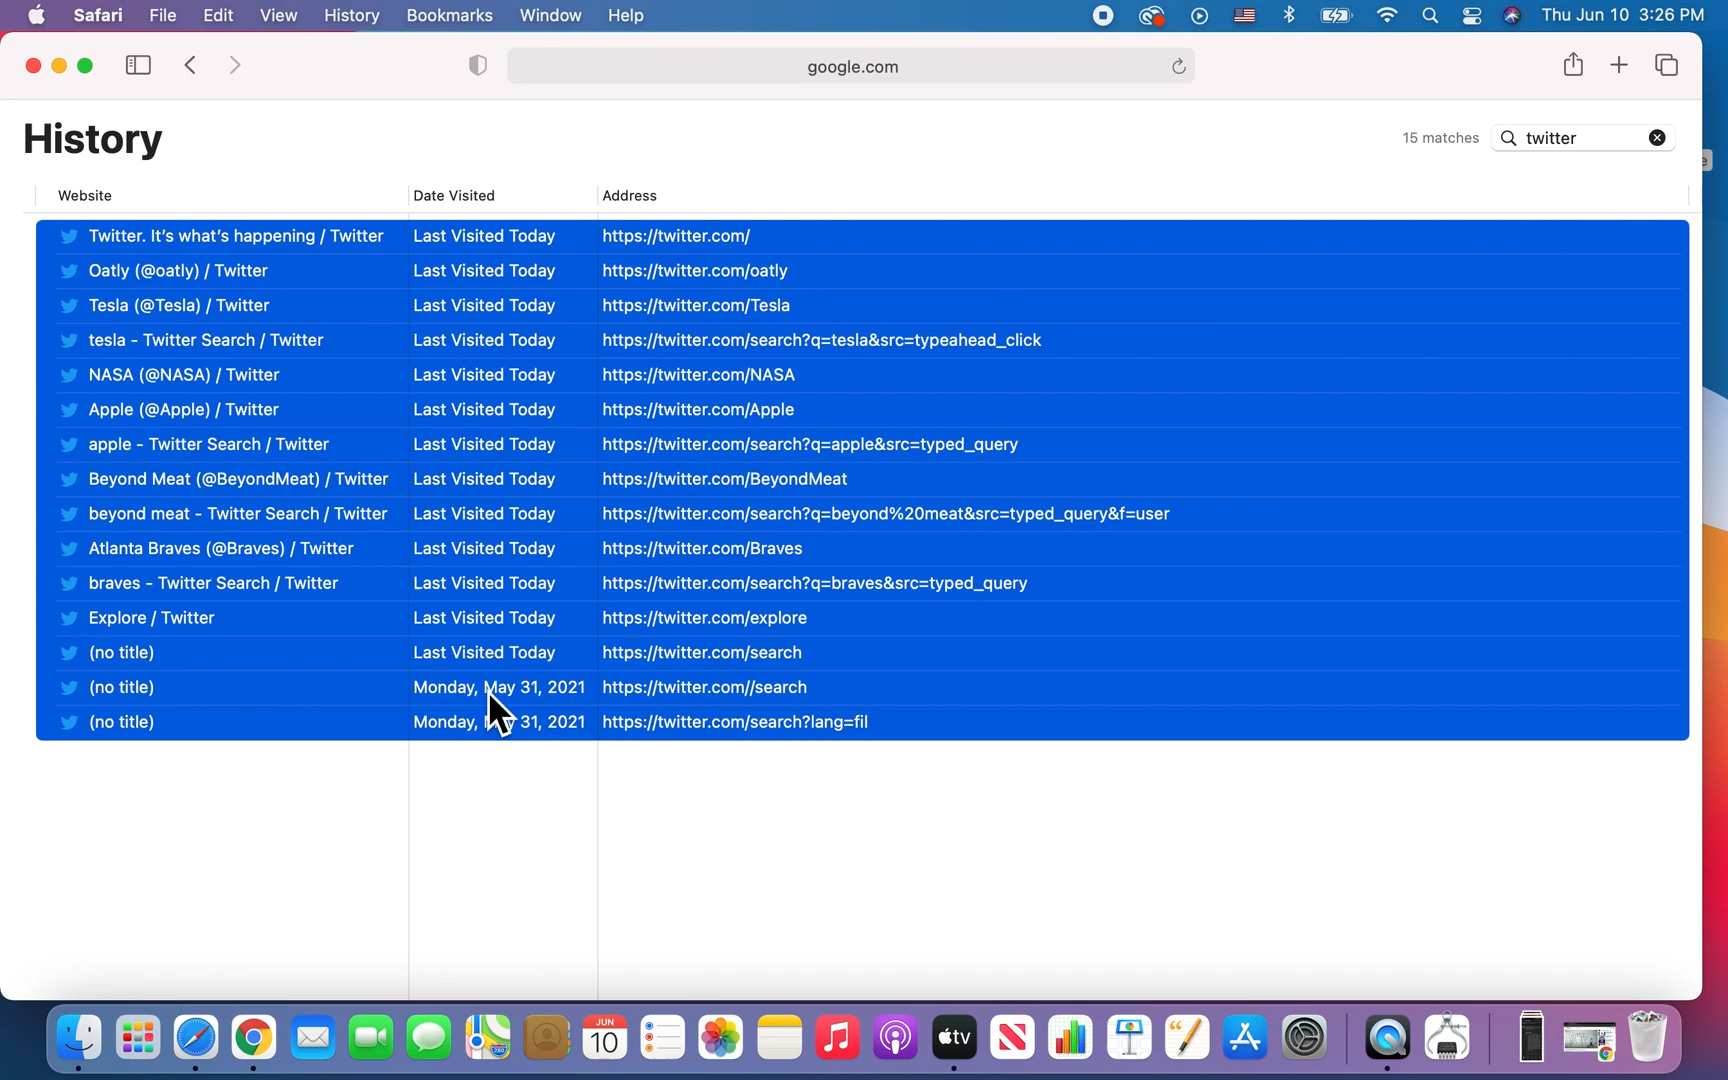 Safari File Edit View History Bookmarks Window Help Thu Jun 10 3:26 PM
google.com
History
15 matches twitter
Website Date Visited Address
Twitter. It's what's happening / Twitter Last Visited Today https://twitter.com/
Oatly (@oatly) / Twitter Last Visited Today https://twitter.com/oatly
Tesla (@Tesla) / Twitter Last Visited Today https://twitter.com/Tesla
tesla - Twitter Search / Twitter Last Visited Today https://twitter.com/search?q=tesla&src=typeahead_click
NASA (@NASA) / Twitter Last Visited Today https://twitter.com/NASA
Apple (@Apple) / Twitter Last Visited Today https://twitter.com/Apple
apple - Twitter Search / Twitter Last Visited Today https://twitter.com/search?q=apple&src=typed_query
Beyond Meat (@BeyondMeat) / Twitter Last Visited Today https://twitter.com/BeyondMeat
beyond meat - Twitter Search / Twitter Last Visited Today https://twitter.com/search?q=beyond%20meat&src=typed_query&f=user
Atlanta Braves (@Braves) / Twitter Last Visited Today https://twitter.com/Braves
braves - Twitter Search / Twitter Last Visited Today https://twitter.com/search?q=braves&src=typed_query
Explore / Twitter Last Visited Today https://twitter.com/explore
(no title) Last Visited Today https://twitter.com/search
(no title) Monday, May 31, 2021 https://twitter.com//search
(no title) Monday, 31, 2021 https://twitter.com/search?lang=fil
JUN
10
280
tv